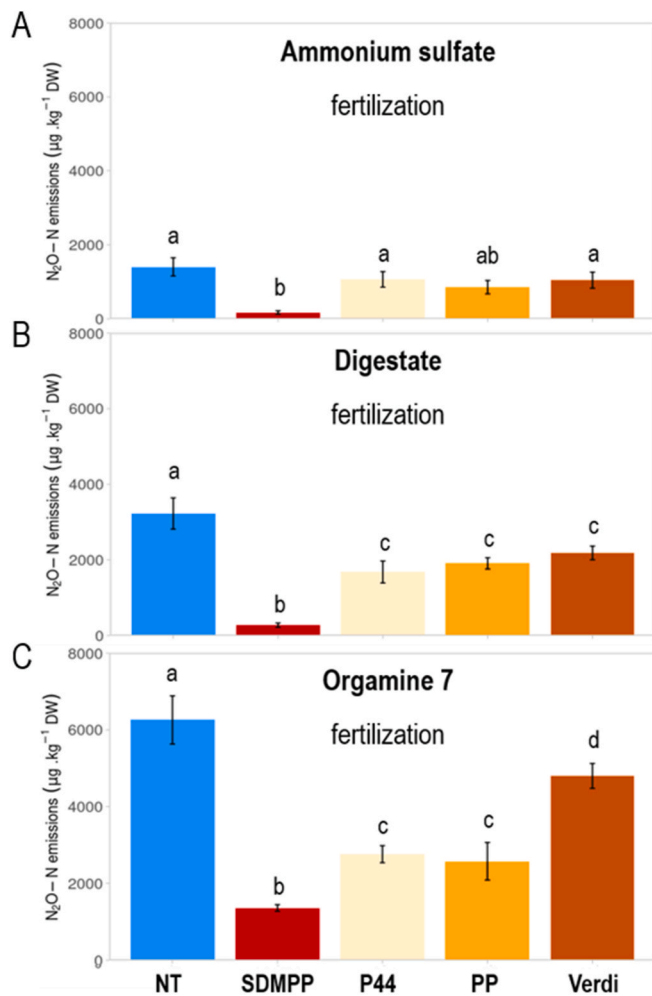 A
8000
6000
4000
2000
0
N₂O–N emissions (µg .kg⁻¹ DW)
Ammonium sulfate
fertilization
a
b
a
ab
a
B
8000
6000
4000
2000
0
N₂O–N emissions (µg .kg⁻¹ DW)
Digestate
fertilization
a
b
c
c
c
C
8000
6000
4000
2000
0
N₂O–N emissions (µg .kg⁻¹ DW)
Orgamine 7
fertilization
a
b
c
c
d
NT SDMPP P44 PP Verdi